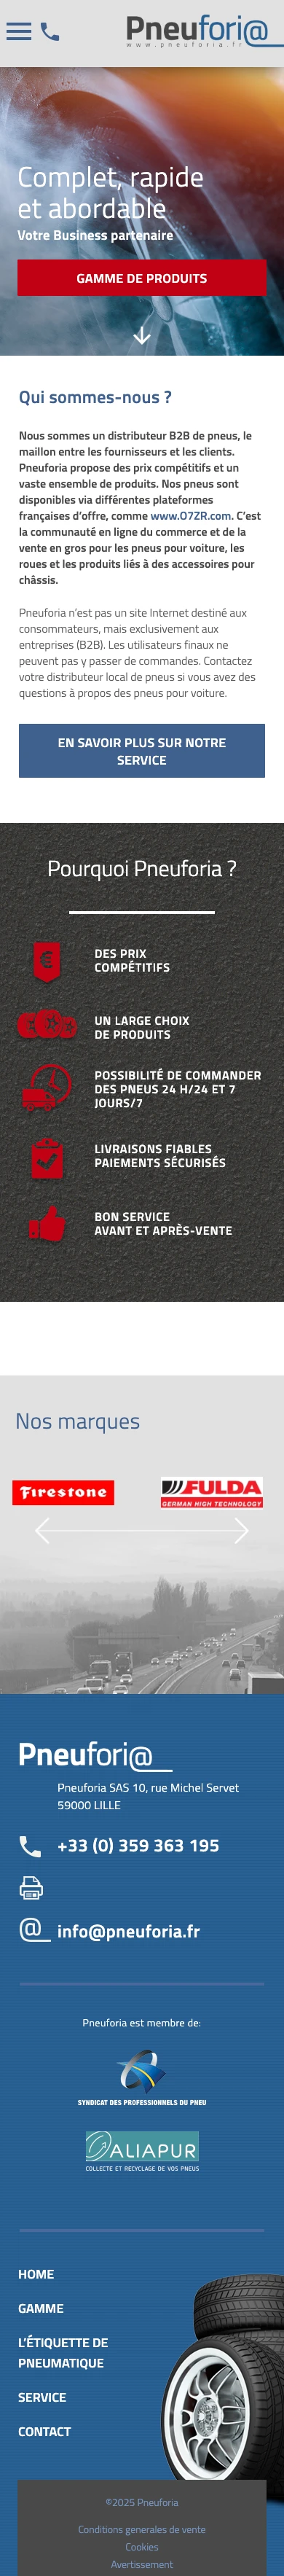 Pneufori@
www.pneuforia.fr
Complet, rapide
et abordable
Votre Business partenaire
GAMME DE PRODUITS
Qui sommes-nous ?
Nous sommes un distributeur B2B de pneus, le
maillon entre les fournisseurs et les clients.
Pneuforia propose des prix compétitifs et un
vaste ensemble de produits. Nos pneus sont
disponibles via différentes plateformes
françaises d’offre, comme www.O7ZR.com. C’est
la communauté en ligne du commerce et de la
vente en gros pour les pneus pour voiture, les
roues et les produits liés à des accessoires pour
châssis.
Pneuforia n’est pas un site Internet destiné aux
consommateurs, mais exclusivement aux
entreprises (B2B). Les utilisateurs finaux ne
peuvent pas y passer de commandes. Contactez
votre distributeur local de pneus si vous avez des
questions à propos des pneus pour voiture.
EN SAVOIR PLUS SUR NOTRE
SERVICE
Pourquoi Pneuforia ?
DES PRIX
COMPÉTITIFS
UN LARGE CHOIX
DE PRODUITS
POSSIBILITÉ DE COMMANDER
DES PNEUS 24 H/24 ET 7
JOURS/7
LIVRAISONS FIABLES
PAIEMENTS SÉCURISÉS
BON SERVICE
AVANT ET APRÈS-VENTE
Nos marques
Firestone
FULDA
GERMAN HIGH TECHNOLOGY
Pneufori@
Pneuforia SAS 10, rue Michel Servet
59000 LILLE
+33 (0) 359 363 195
info@pneuforia.fr
Pneuforia est membre de:
SYNDICAT DES PROFESSIONNELS DU PNEU
ALIAPUR
COLLECTE ET RECYCLAGE DE VOS PNEUS
HOME
GAMME
L’ÉTIQUETTE DE
PNEUMATIQUE
SERVICE
CONTACT
©2025 Pneuforia
Conditions generales de vente
Cookies
Avertissement